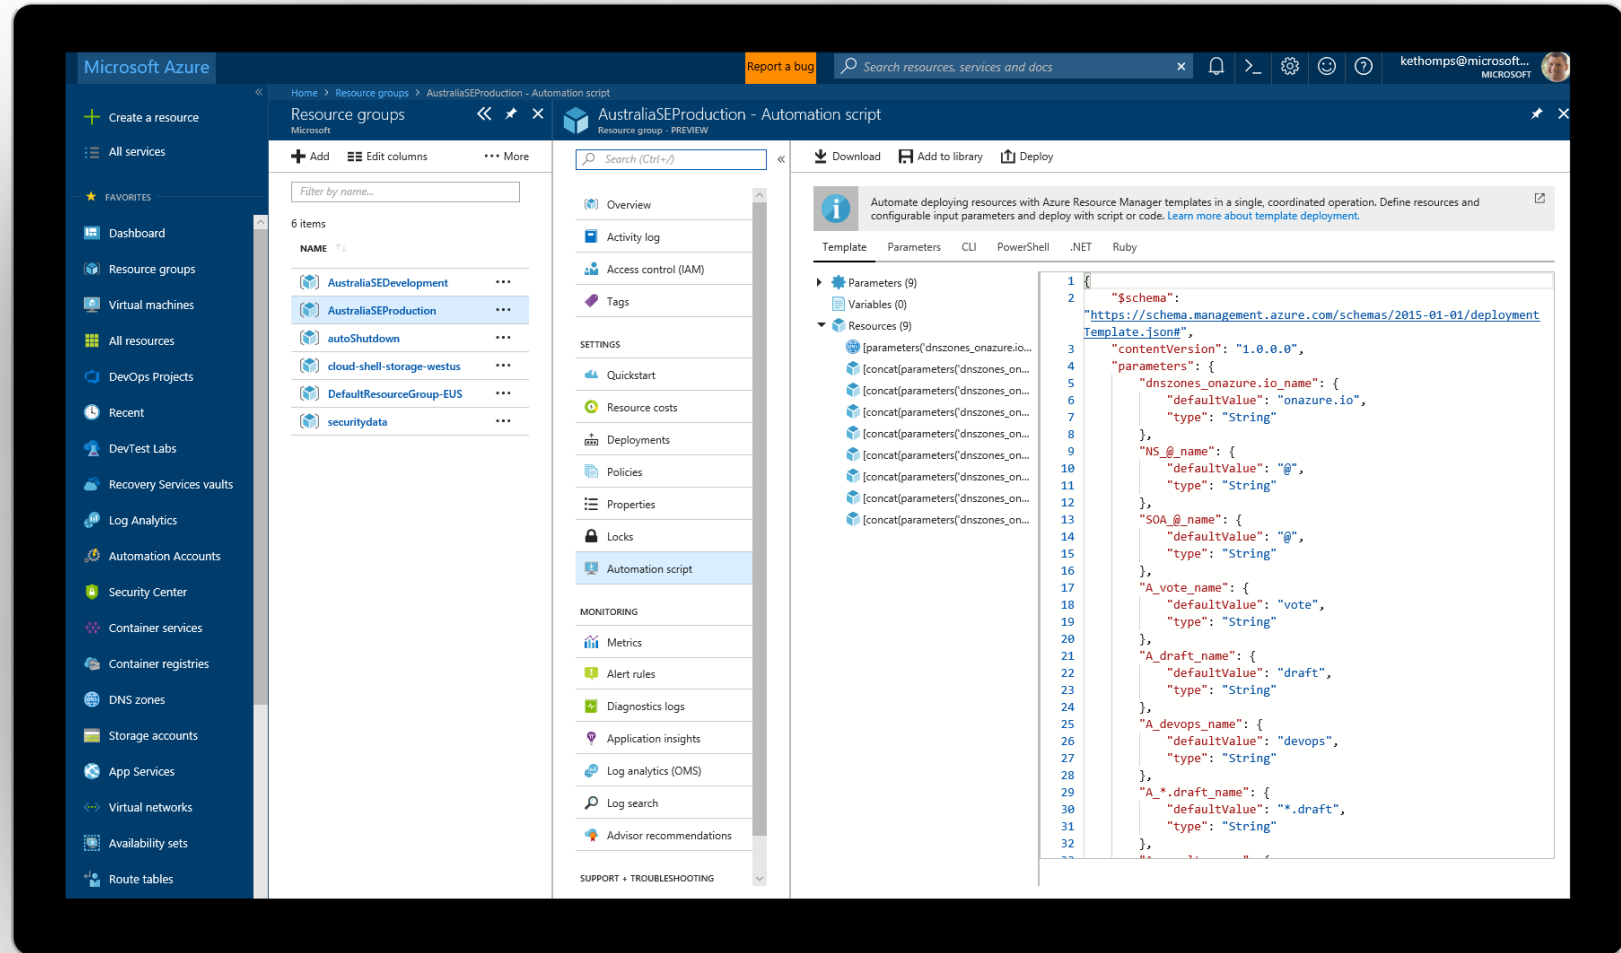 Microsoft Azure
Report a bug
Search resources, services and docs
kethomps@microsoft...
MICROSOFT
Create a resource
All services
FAVORITES
Dashboard
Resource groups
Virtual machines
All resources
DevOps Projects
Recent
DevTest Labs
Recovery Services vaults
Log Analytics
Automation Accounts
Security Center
Container services
Container registries
DNS zones
Storage accounts
App Services
Virtual networks
Availability sets
Route tables
Home > Resource groups > AustraliaSEProduction - Automation script
Resource groups
Microsoft
Add Edit columns ••• More
Filter by name...
6 items
NAME
AustraliaSEDevelopment
AustraliaSEProduction
autoShutdown
cloud-shell-storage-westus
DefaultResourceGroup-EUS
securitydata
AustraliaSEProduction - Automation script
Resource group - PREVIEW
Search (Ctrl+/)
Overview
Activity log
Access control (IAM)
Tags
SETTINGS
Quickstart
Resource costs
Deployments
Policies
Properties
Locks
Automation script
MONITORING
Metrics
Alert rules
Diagnostics logs
Application insights
Log analytics (OMS)
Log search
Advisor recommendations
SUPPORT + TROUBLESHOOTING
Download Add to library Deploy
Automate deploying resources with Azure Resource Manager templates in a single, coordinated operation. Define resources and
configurable input parameters and deploy with script or code. Learn more about template deployment.
Template Parameters CLI PowerShell .NET Ruby
Parameters (9)
Variables (0)
Resources (9)
[parameters('dnszones_onazure.io...
[concat(parameters('dnszones_on...
[concat(parameters('dnszones_on...
[concat(parameters('dnszones_on...
[concat(parameters('dnszones_on...
[concat(parameters('dnszones_on...
[concat(parameters('dnszones_on...
[concat(parameters('dnszones_on...
[concat(parameters('dnszones_on...
1 {
2 "$schema":
"https://schema.management.azure.com/schemas/2015-01-01/deployment
Template.json#",
3 "contentVersion": "1.0.0.0",
4 "parameters": {
5 "dnszones_onazure.io_name": {
6 "defaultValue": "onazure.io",
7 "type": "String"
8 },
9 "NS_@_name": {
10 "defaultValue": "@",
11 "type": "String"
12 },
13 "SOA_@_name": {
14 "defaultValue": "@",
15 "type": "String"
16 },
17 "A_vote_name": {
18 "defaultValue": "vote",
19 "type": "String"
20 },
21 "A_draft_name": {
22 "defaultValue": "draft",
23 "type": "String"
24 },
25 "A_devops_name": {
26 "defaultValue": "devops",
27 "type": "String"
28 },
29 "A_*.draft_name": {
30 "defaultValue": "*.draft",
31 "type": "String"
32 },